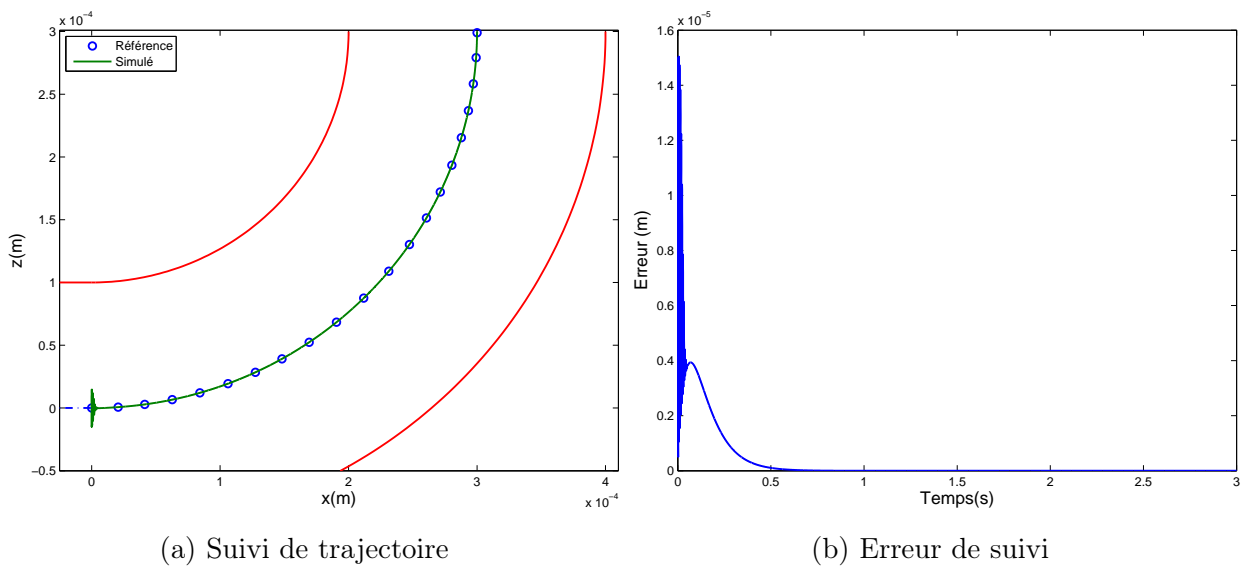 x 10⁻⁴
3
2.5
2
1.5
1
0.5
0
−0.5
z(m)
Référence
Simulé
0
1
2
3
4
x 10⁻⁴
x(m)
(a) Suivi de trajectoire
x 10⁻⁵
1.6
1.4
1.2
1
0.8
0.6
0.4
0.2
0
Erreur (m)
0
0.5
1
1.5
2
2.5
3
Temps(s)
(b) Erreur de suivi